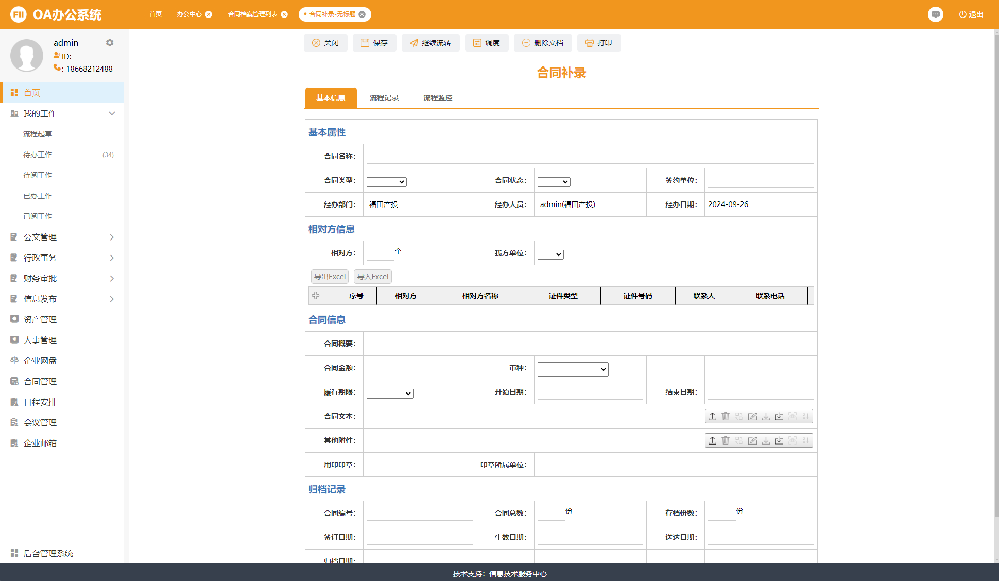 FII OA办公系统 首页 办公中心 合同档案管理列表 合同补录-无标题 退出
admin
ID:
: 18668212488
首页
我的工作
流程起草
待办工作 (34)
待阅工作
已办工作
已阅工作
公文管理
行政事务
财务审批
信息发布
资产管理
人事管理
企业网盘
合同管理
日程安排
会议管理
企业邮箱
后台管理系统
关闭 保存 继续流转 调度 删除文档 打印
合同补录
基本信息 流程记录 流程监控
基本属性
合同名称：
合同类型： 合同状态： 签约单位：
经办部门： 福田产投 经办人员： admin(福田产投) 经办日期： 2024-09-26
相对方信息
相对方： 个 我方单位：
导出Excel 导入Excel
序号 相对方 相对方名称 证件类型 证件号码 联系人 联系电话
合同信息
合同概要：
合同金额： 币种：
履行期限： 开始日期： 结束日期：
合同文本：
其他附件：
用印印章： 印章所属单位：
归档记录
合同编号： 合同总数： 份 存档份数： 份
签订日期： 生效日期： 送达日期：
归档日期：
技术支持：信息技术服务中心